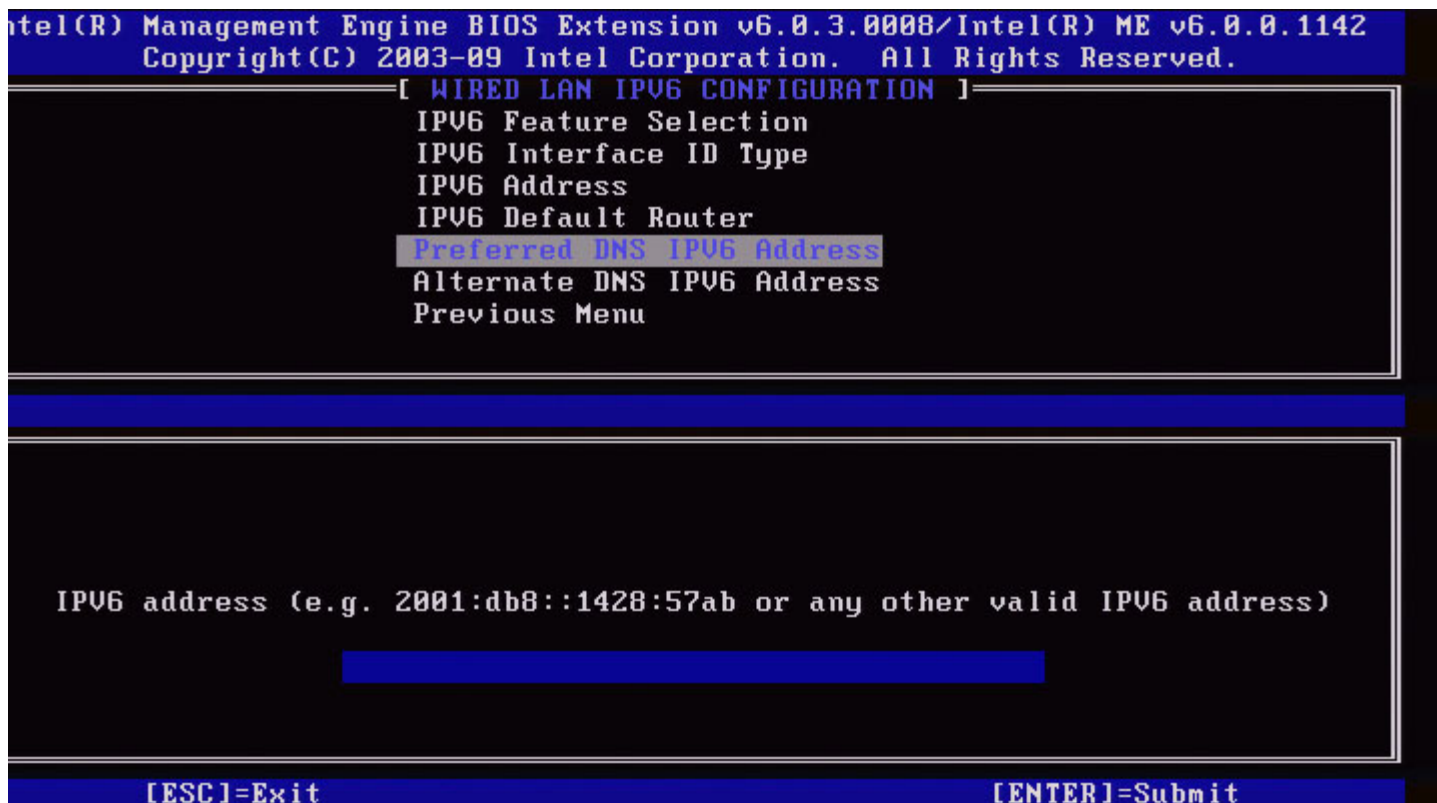 ntel(R) Management Engine BIOS Extension v6.0.3.0008/Intel(R) ME v6.0.0.1142
Copyright(C) 2003-09 Intel Corporation. All Rights Reserved.
[ WIRED LAN IPV6 CONFIGURATION ]
IPV6 Feature Selection
IPV6 Interface ID Type
IPV6 Address
IPV6 Default Router
Preferred DNS IPV6 Address
Alternate DNS IPV6 Address
Previous Menu
IPV6 address (e.g. 2001:db8::1428:57ab or any other valid IPV6 address)
[ESC]=Exit [ENTER]=Submit